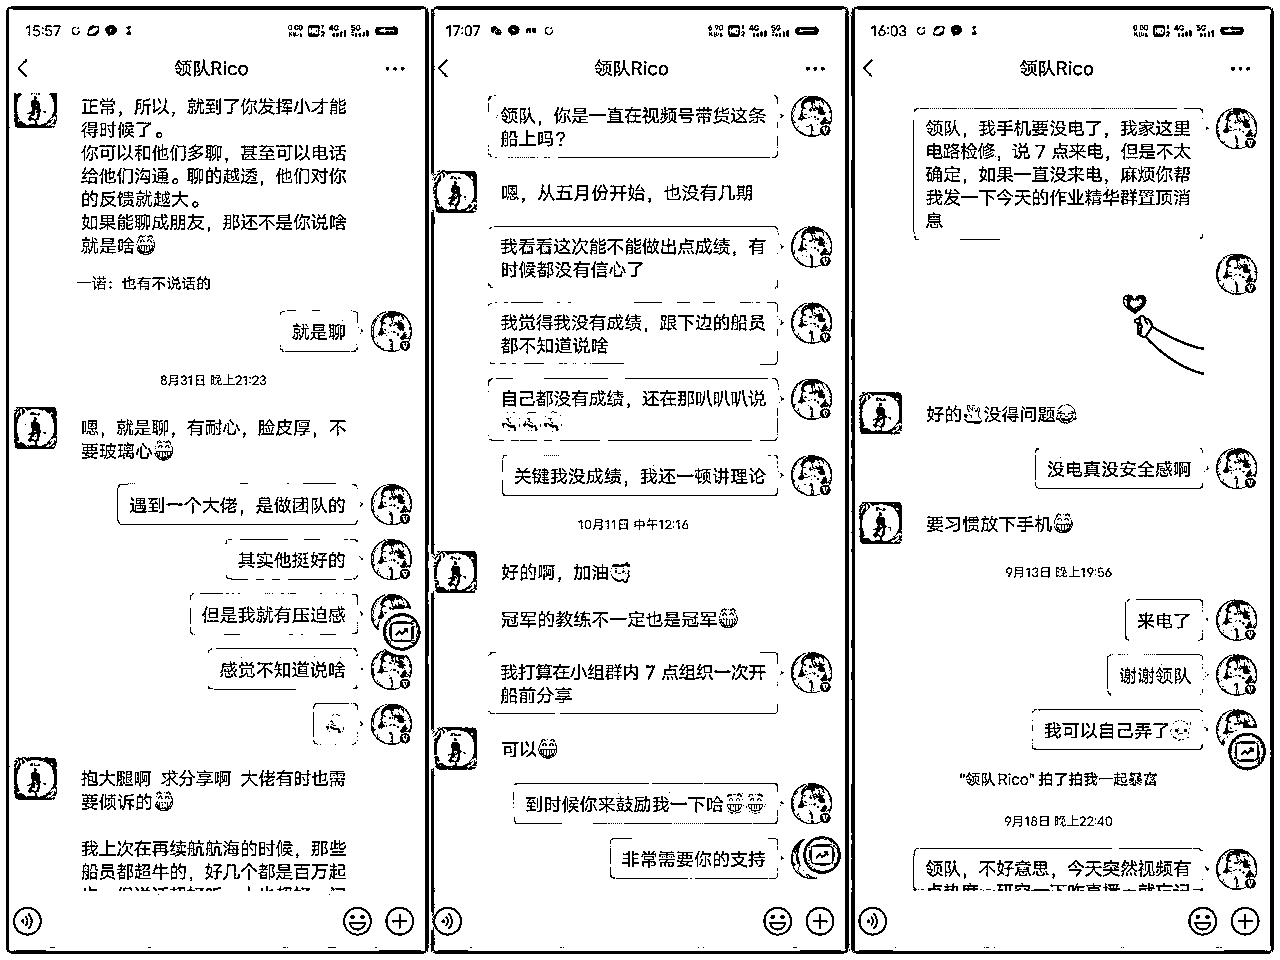 15:57
领队Rico
正常，所以，就到了你发挥小才能
得时候了。
你可以和他们多聊，甚至可以电话
给他们沟通。聊的越透，他们对你
的反馈就越大。
如果能聊成朋友，那还不是你说啥
就是啥
一诺：也有不说话的
就是聊
8月31日 晚上21:23
嗯，就是聊，有耐心，脸皮厚，不
要玻璃心
遇到一个大佬，是做团队的
其实他挺好的
但是我就有压迫感
感觉不知道说啥
抱大腿啊 求分享啊 大佬有时也需
要倾诉的
我上次在再续航航海的时候，那些
船员都超牛的，好几个都是百万起
17:07
领队Rico
领队，你是一直在视频号带货这条
船上吗？
嗯，从五月份开始，也没有几期
我看看这次能不能做出点成绩，有
时候都没有信心了
我觉得我没有成绩，跟下边的船员
都不知道说啥
自己都没有成绩，还在那叭叭叭说
关键我没成绩，我还一顿讲理论
10月11日 中午12:16
好的啊，加油
冠军的教练不一定也是冠军
我打算在小组群内 7 点组织一次开
船前分享
可以
到时候你来鼓励我一下哈
非常需要你的支持
16:03
领队Rico
领队，我手机要没电了，我家这里
电路检修，说 7 点来电，但是不太
确定，如果一直没来电，麻烦你帮
我发一下今天的作业精华群置顶消
息
好的没得问题
没电真没安全感啊
要习惯放下手机
9月13日 晚上19:56
来电了
谢谢领队
我可以自己弄了
"领队Rico" 拍了拍我一起暴富
9月18日 晚上22:40
领队，不好意思，今天突然视频有